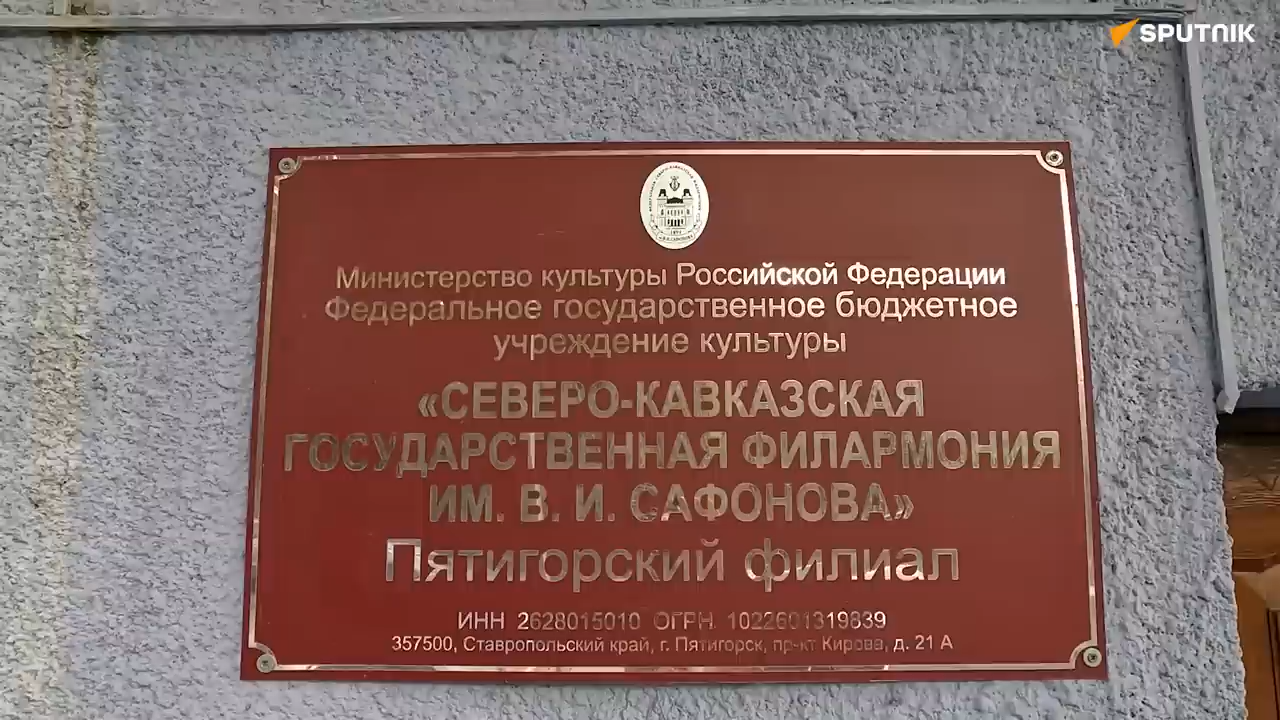 SPUTNIK
Министерство культуры Российской Федерации
Федеральное государственное бюджетное
учреждение культуры
«СЕВЕРО-КАВКАЗСКАЯ
ГОСУДАРСТВЕННАЯ ФИЛАРМОНИЯ
ИМ. В. И. САФОНОВА»
Пятигорский филиал
ИНН 2628015010 ОГРН 1022601319839
357500, Ставропольский край, г. Пятигорск, пр-кт Кирова, д. 21 А